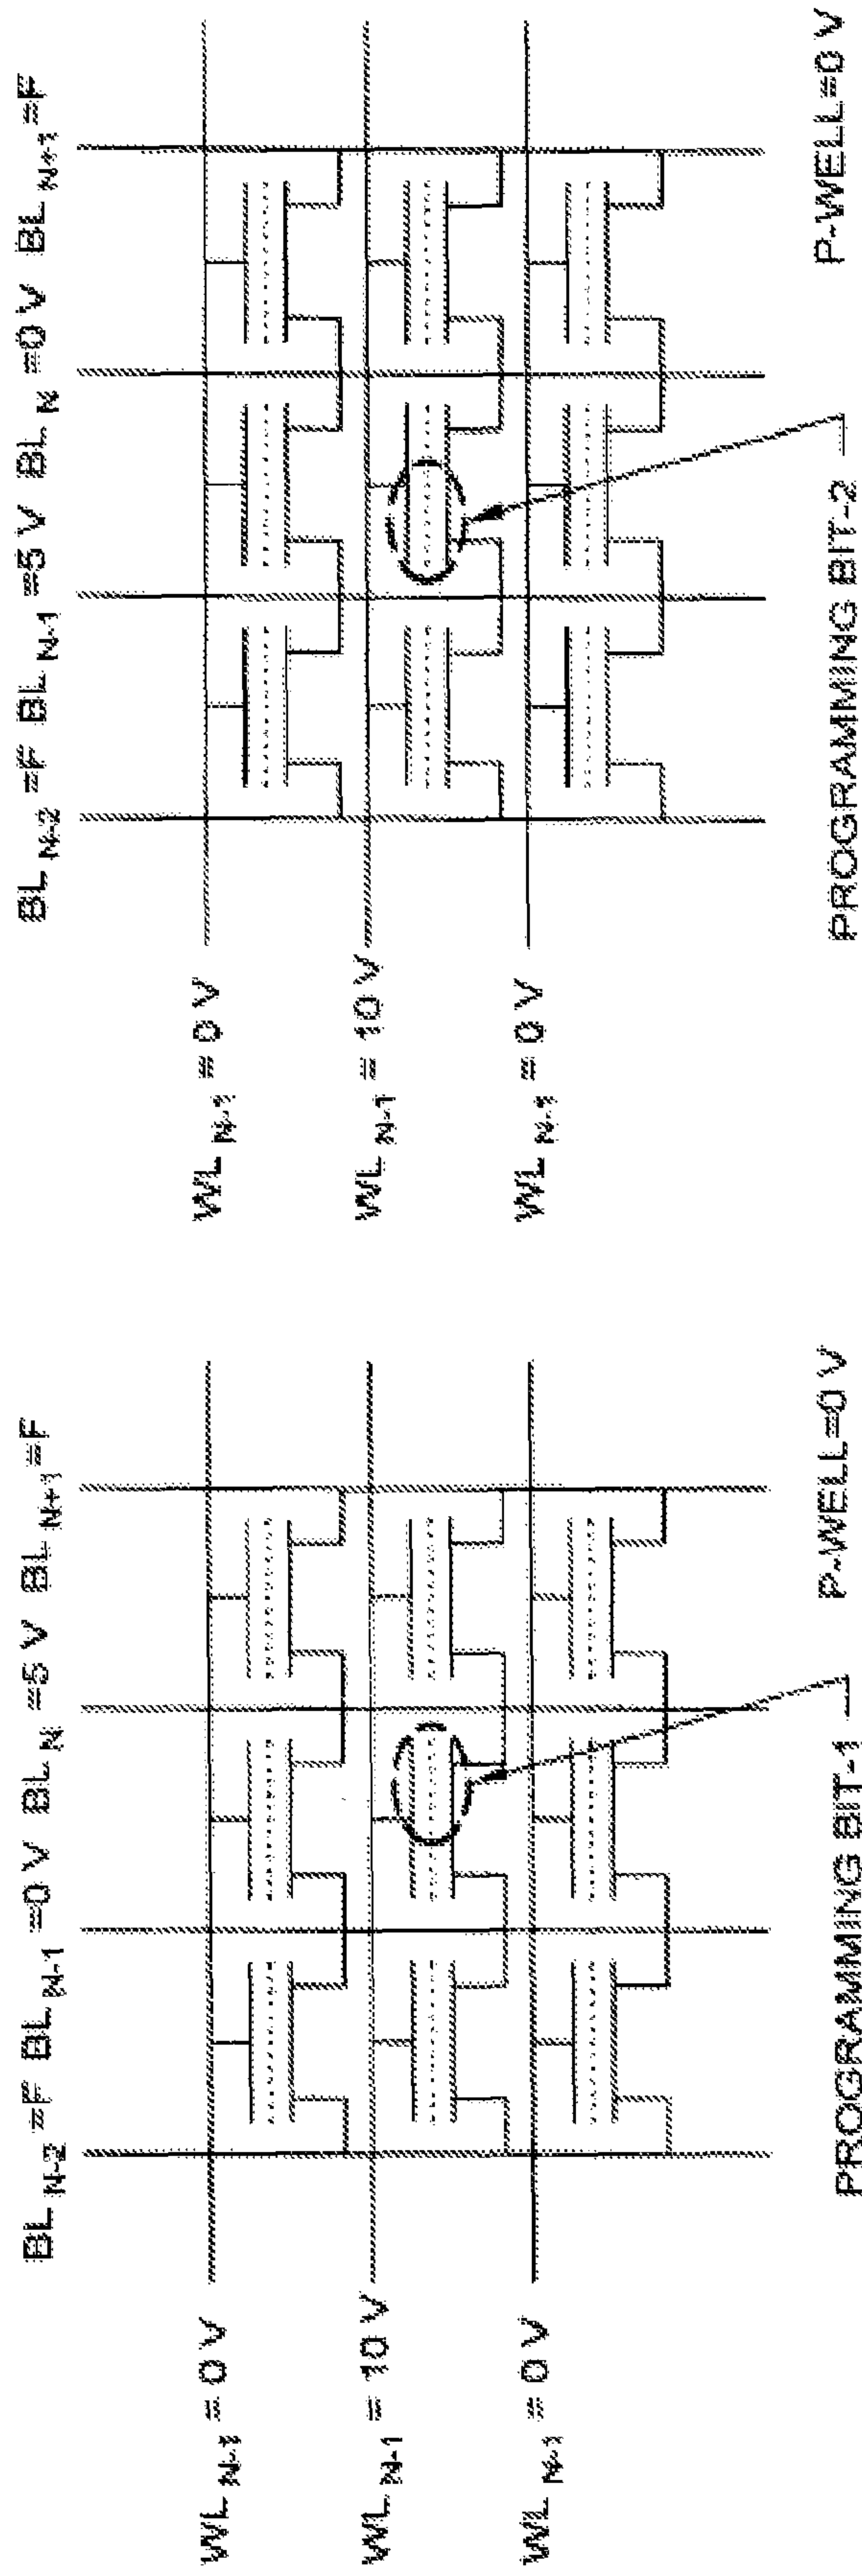 BL N-2 =F BL N-1 =0 V BL N =5 V BL N+1 =F
WL N-1 = 0 V
WL N-1 = 10 V
WL N-1 = 0 V
P-WELL=0 V
PROGRAMMING BIT-1
BL N-2 =F BL N-1 =5 V BL N =0 V BL N+1 =F
WL N-1 = 0 V
WL N-1 = 10 V
WL N-1 = 0 V
P-WELL=0 V
PROGRAMMING BIT-2